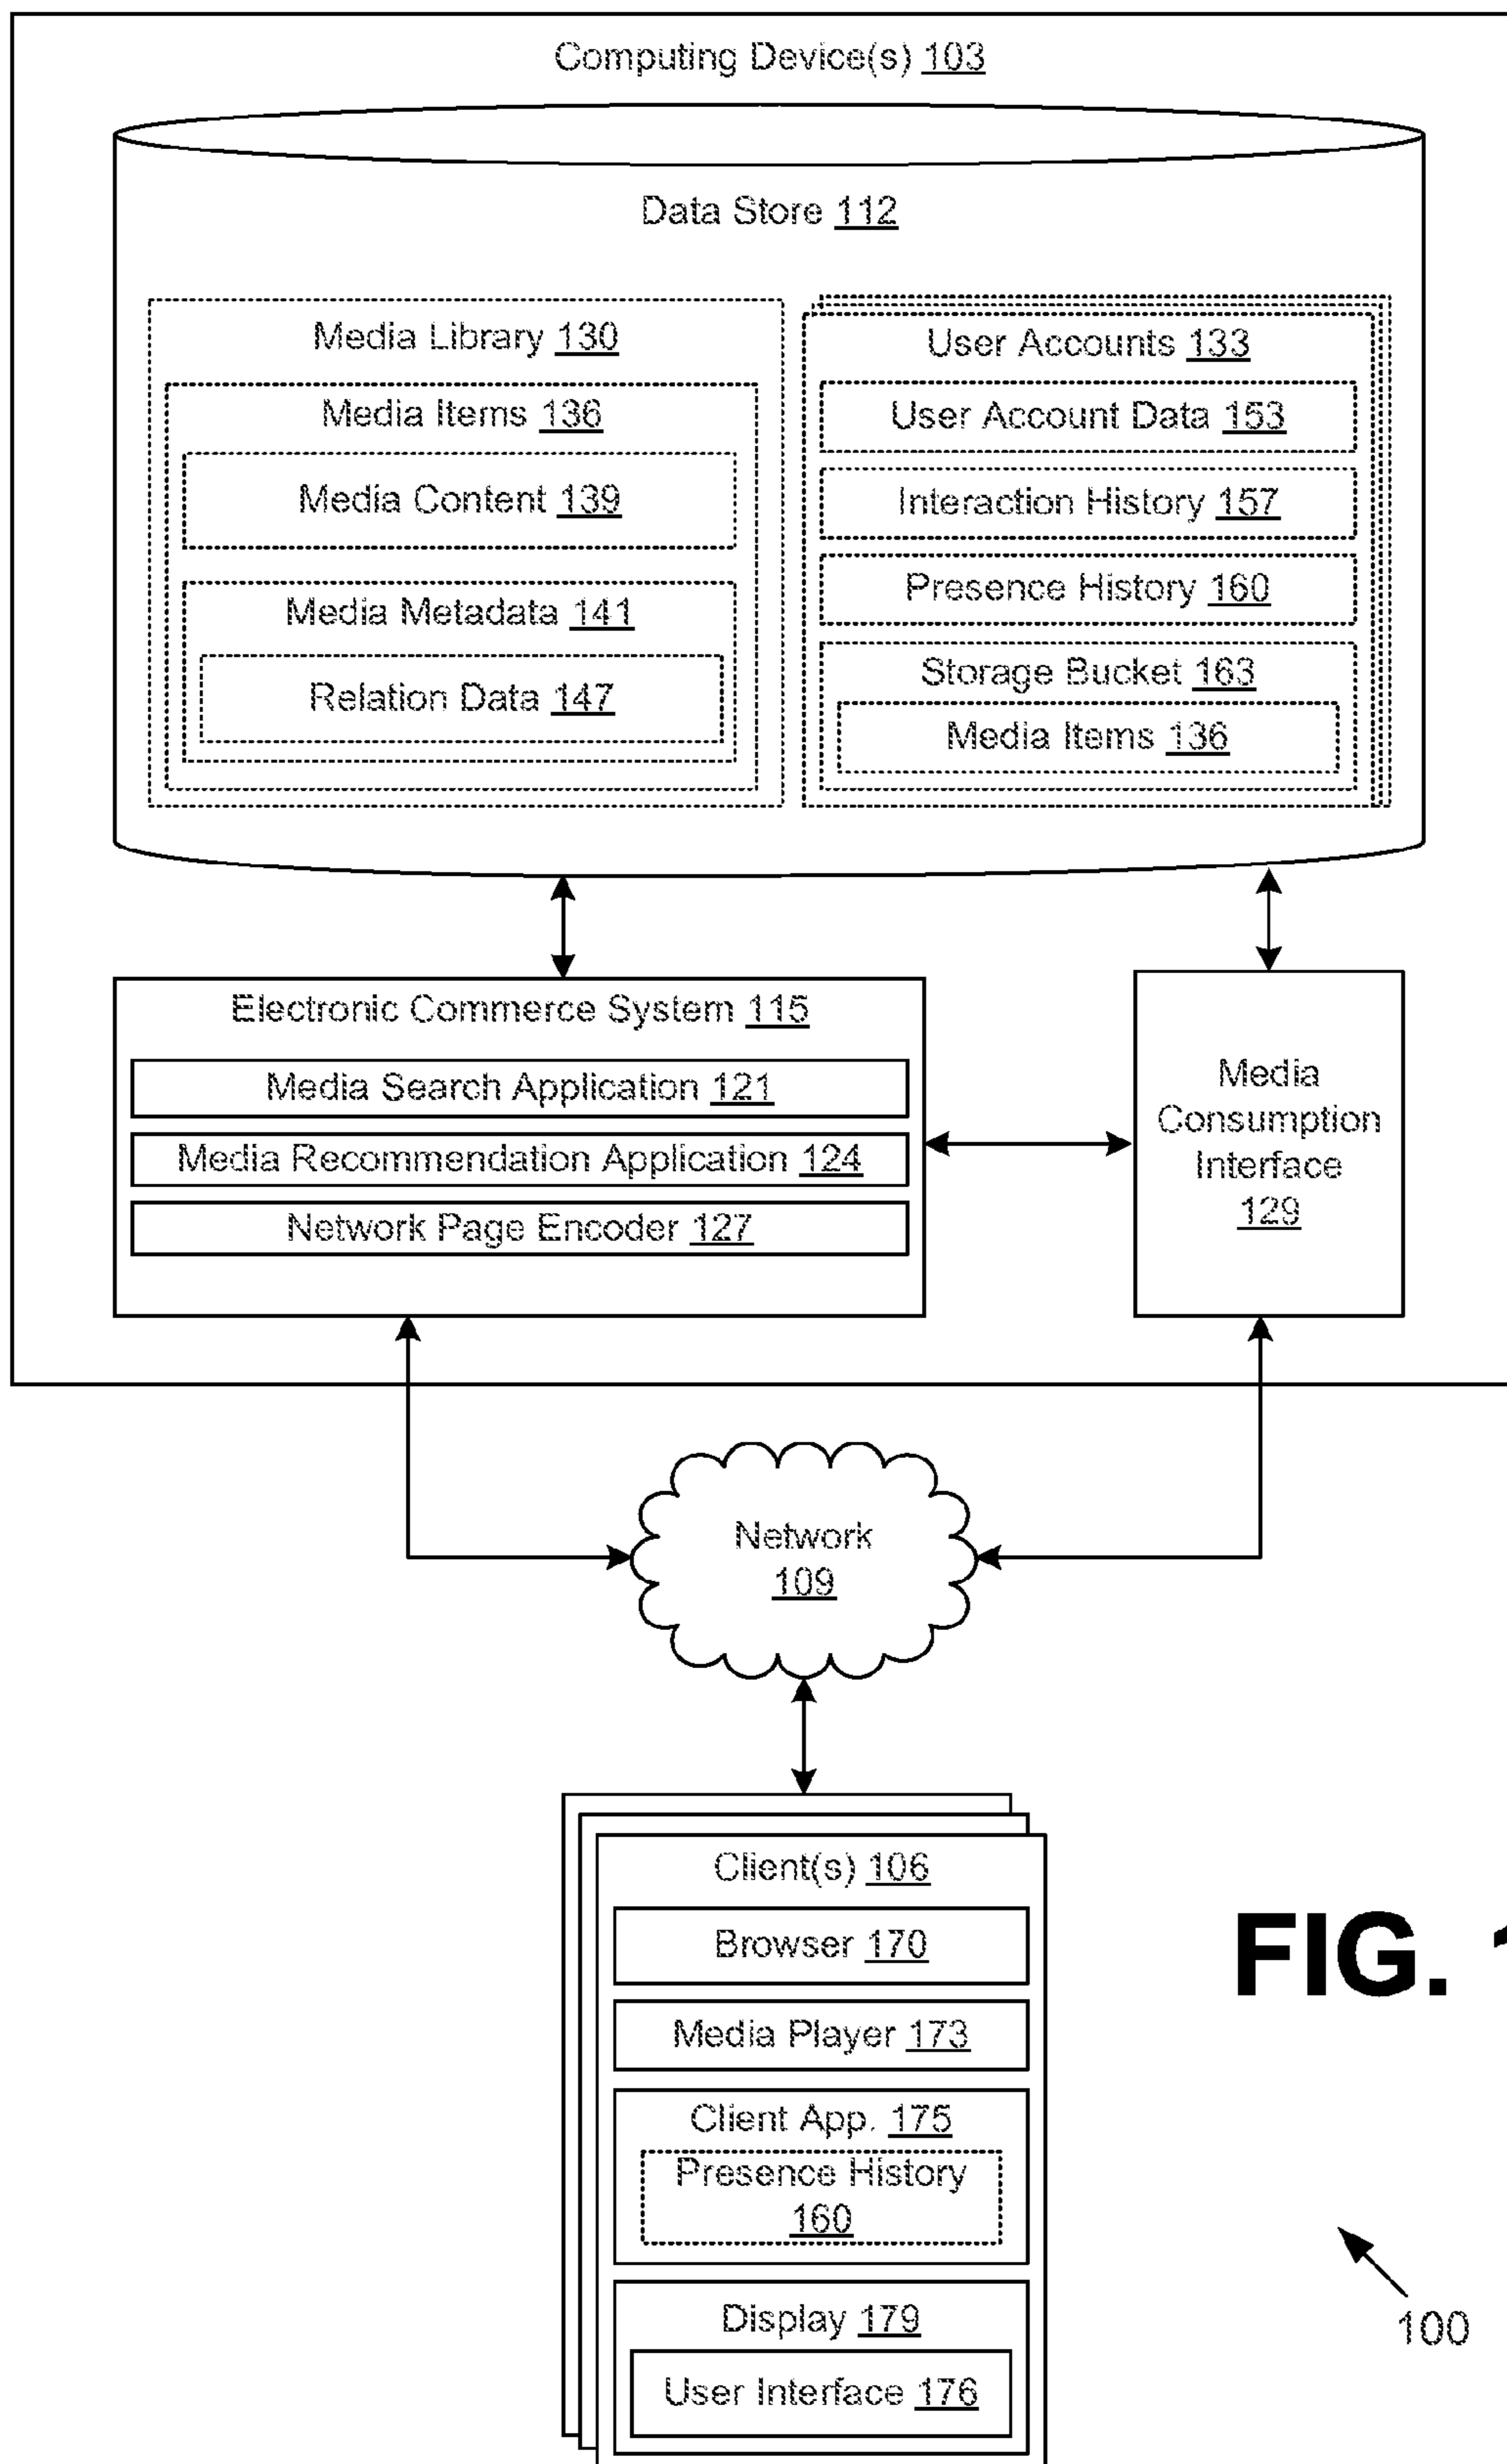 Computing Device(s) 103
Data Store 112
Media Library 130
Media Items 136
Media Content 139
Media Metadata 141
Relation Data 147
User Accounts 133
User Account Data 153
Interaction History 157
Presence History 160
Storage Bucket 163
Media Items 136
Electronic Commerce System 115
Media Search Application 121
Media Recommendation Application 124
Network Page Encoder 127
Media
Consumption
Interface
129
Network
109
Client(s) 106
Browser 170
Media Player 173
Client App. 175
Presence History
160
Display 179
User Interface 176
FIG. 1
100